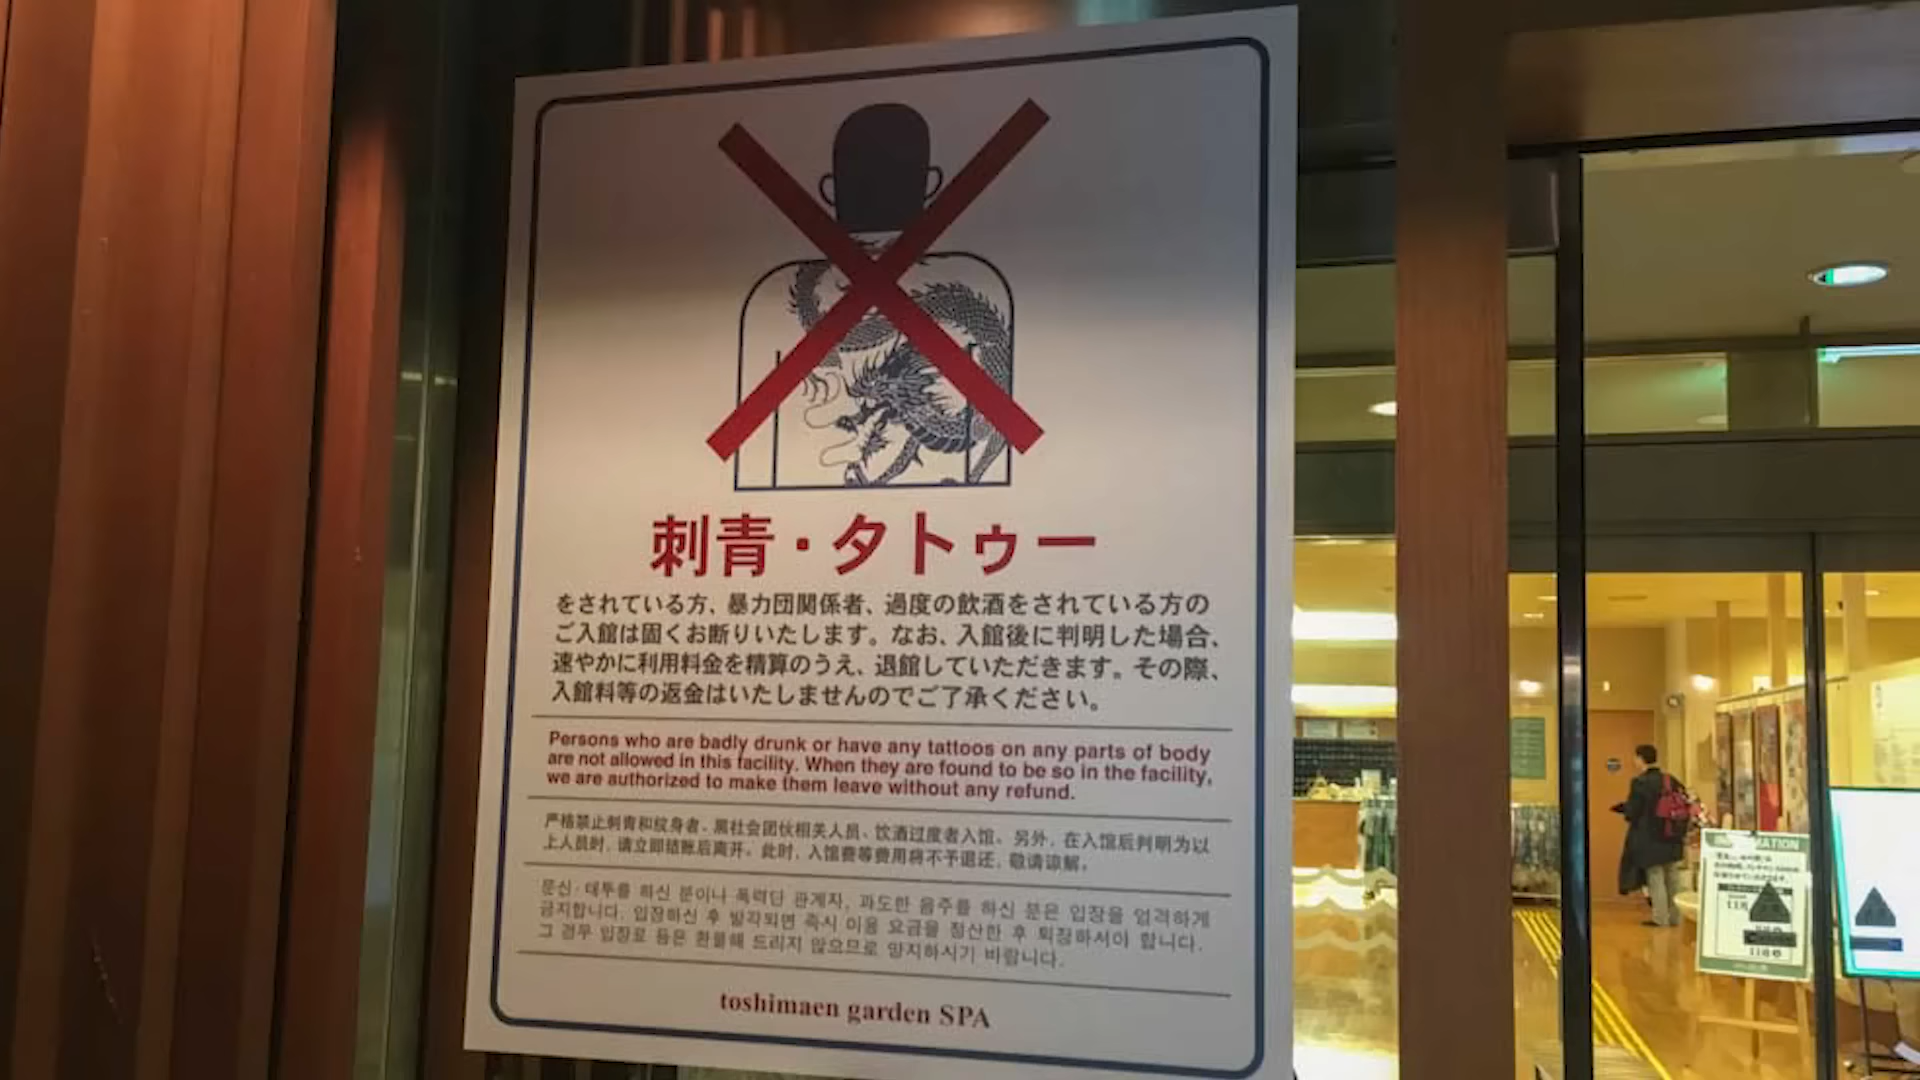 刺青・タトゥー
をされている方、暴力団関係者、過度の飲酒をされている方の
ご入館は固くお断りいたします。なお、入館後に判明した場合、
速やかに利用料金を精算のうえ、退館していただきます。その際、
入館料等の返金はいたしませんのでご了承ください。
Persons who are badly drunk or have any tattoos on any parts of body
are not allowed in this facility. When they are found to be so in the facility,
we are authorized to make them leave without any refund.
严格禁止刺青和纹身者、黑社会团伙相关人员、饮酒过度者入馆。另外，在入馆后判明为以
上人员时，请立即结账后离开。此时，入馆费等费用将不予退还，敬请谅解。
문신·태투를 하신 분이나 폭력단 관계자, 과도한 음주를 하신 분은 입장을 엄격하게
금지합니다. 입장하신 후 발각되면 즉시 이용 요금을 정산한 후 퇴장하셔야 합니다.
그 경우 입장료 등은 환불해 드리지 않으므로 양지하시기 바랍니다.
toshimaen garden SPA